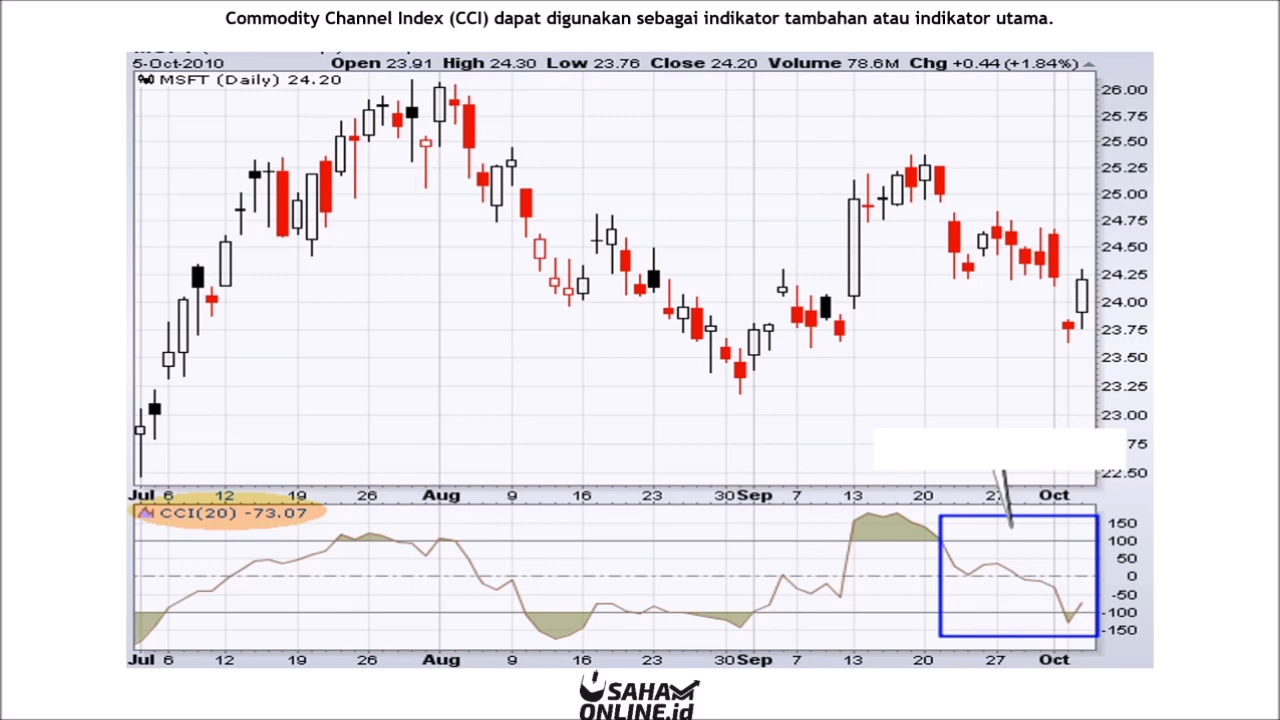 Commodity Channel Index (CCI) dapat digunakan sebagai indikator tambahan atau indikator utama.
5-Oct-2010 Open 23.91 High 24.30 Low 23.76 Close 24.20 Volume 78.6M Chg +0.44 (+1.84%)
MSFT (Daily) 24.20
26.00
25.75
25.50
25.25
25.00
24.75
24.50
24.25
24.00
23.75
23.50
23.25
23.00
75
22.50
Jul 6 12 19 26 Aug 9 16 23 30 Sep 7 13 20 27 Oct
CCI(20) -73.07
150
100
50
0
-50
-100
-150
Jul 6 12 19 26 Aug 9 16 23 30 Sep 7 13 20 27 Oct
SAHAM
ONLINE.id